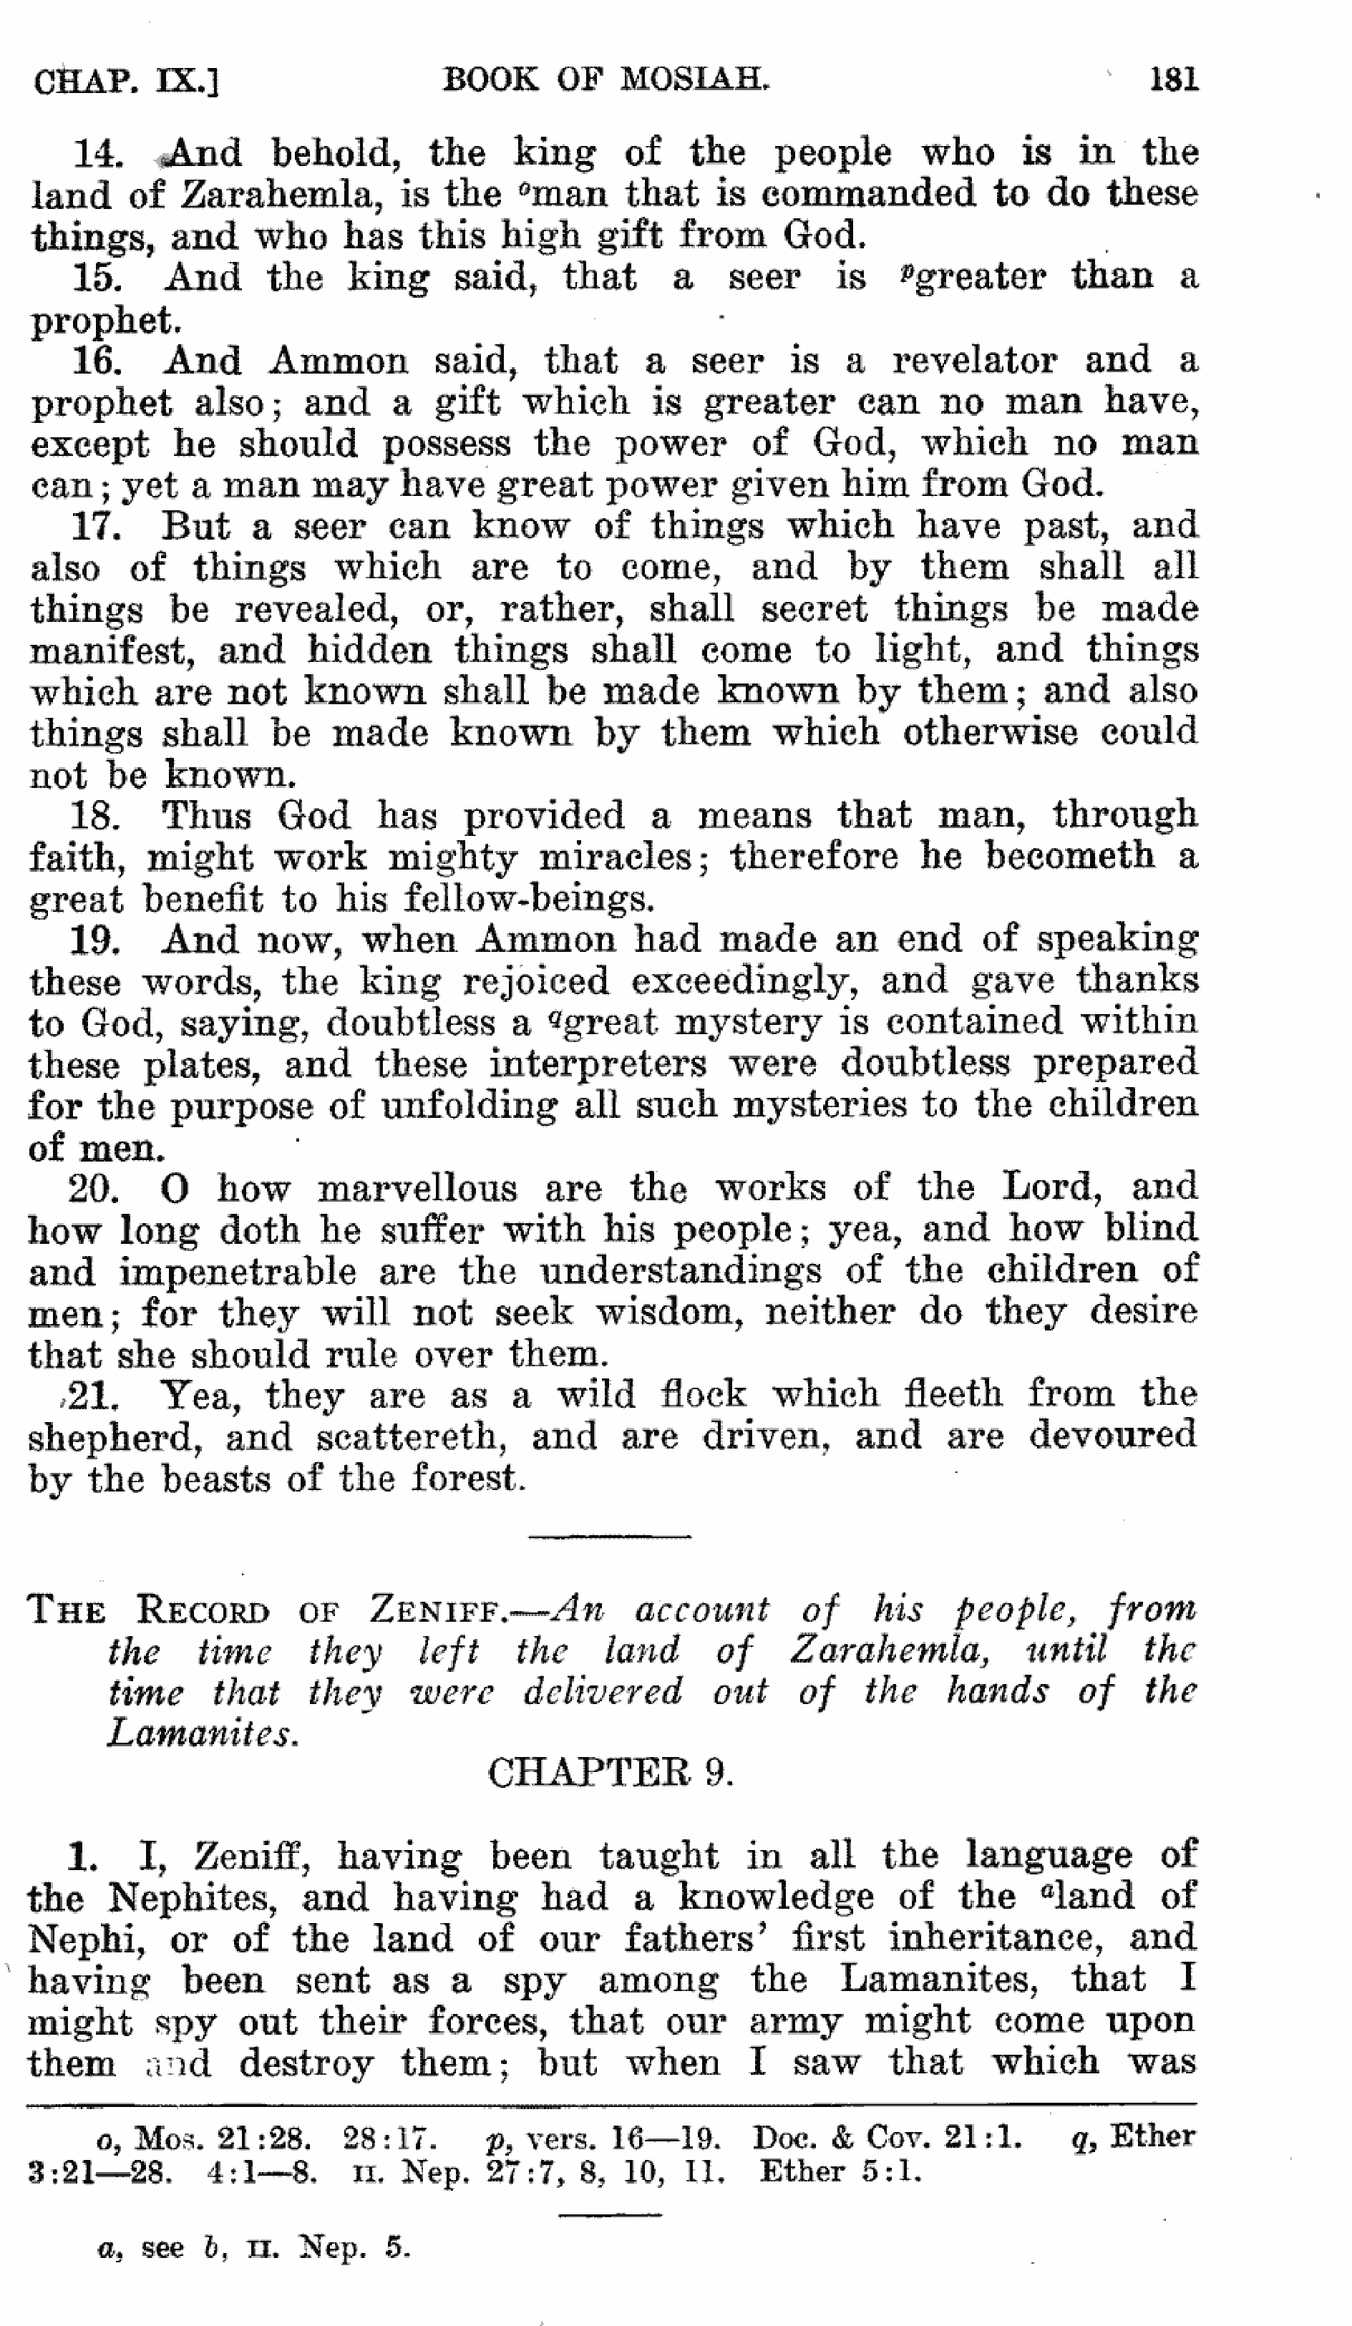 CHAP. IX.] BOOK OF MOSIAH. 181
14. And behold, the king of the people who is in the
land of Zarahemla, is the oman that is commanded to do these
things, and who has this high gift from God.
15. And the king said, that a seer is pgreater than a
prophet.
16. And Ammon said, that a seer is a revelator and a
prophet also; and a gift which is greater can no man have,
except he should possess the power of God, which no man
can; yet a man may have great power given him from God.
17. But a seer can know of things which have past, and
also of things which are to come, and by them shall all
things be revealed, or, rather, shall secret things be made
manifest, and hidden things shall come to light, and things
which are not known shall be made known by them; and also
things shall be made known by them which otherwise could
not be known.
18. Thus God has provided a means that man, through
faith, might work mighty miracles; therefore he becometh a
great benefit to his fellow-beings.
19. And now, when Ammon had made an end of speaking
these words, the king rejoiced exceedingly, and gave thanks
to God, saying, doubtless a qgreat mystery is contained within
these plates, and these interpreters were doubtless prepared
for the purpose of unfolding all such mysteries to the children
of men.
20. O how marvellous are the works of the Lord, and
how long doth he suffer with his people; yea, and how blind
and impenetrable are the understandings of the children of
men; for they will not seek wisdom, neither do they desire
that she should rule over them.
21. Yea, they are as a wild flock which fleeth from the
shepherd, and scattereth, and are driven, and are devoured
by the beasts of the forest.
THE RECORD OF ZENIFF.—An account of his people, from
the time they left the land of Zarahemla, until the
time that they were delivered out of the hands of the
Lamanites.
CHAPTER 9.
1. I, Zeniff, having been taught in all the language of
the Nephites, and having had a knowledge of the aland of
Nephi, or of the land of our fathers' first inheritance, and
having been sent as a spy among the Lamanites, that I
might spy out their forces, that our army might come upon
them and destroy them; but when I saw that which was
o, Mos. 21:28. 28:17. p, vers. 16—19. Doc. & Cov. 21:1. q, Ether
3:21—28. 4:1—8. II. Nep. 27:7, 8, 10, 11. Ether 5:1.
a, see b, II. Nep. 5.